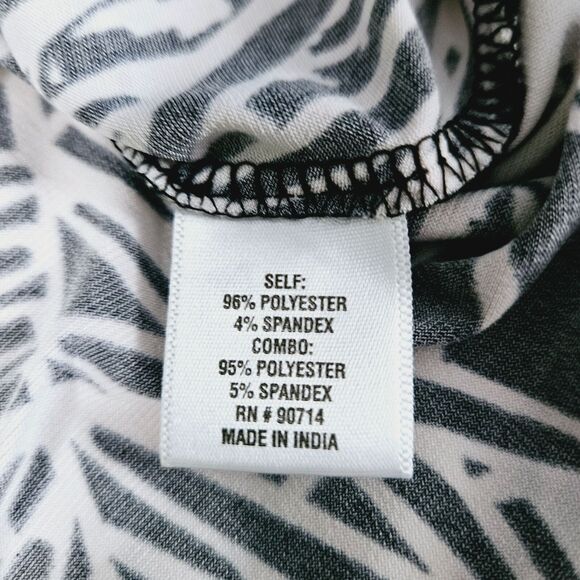 SELF:
96% POLYESTER
4% SPANDEX
COMBO:
95% POLYESTER
5% SPANDEX
RN # 90714
MADE IN INDIA